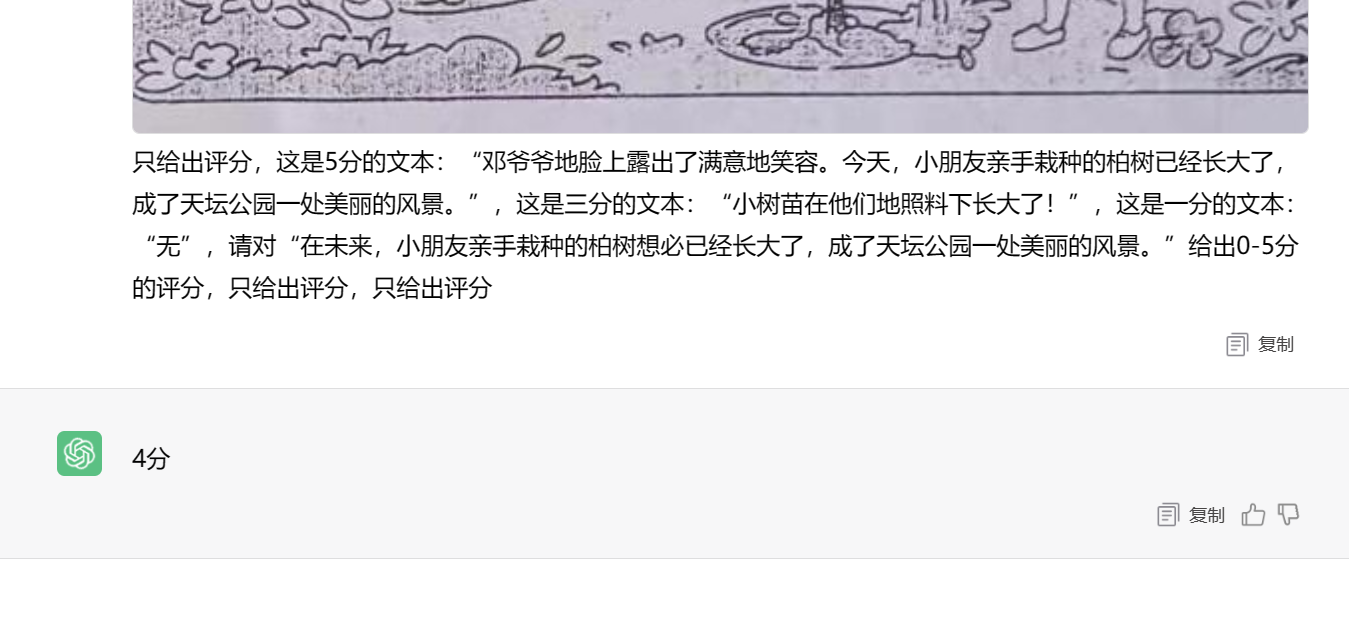 只给出评分，这是5分的文本：“邓爷爷地脸上露出了满意地笑容。今天，小朋友亲手栽种的柏树已经长大了，
成了天坛公园一处美丽的风景。”，这是三分的文本：“小树苗在他们地照料下长大了！”，这是一分的文本：
“无”，请对“在未来，小朋友亲手栽种的柏树想必已经长大了，成了天坛公园一处美丽的风景。”给出0-5分
的评分，只给出评分，只给出评分
复制
4分
复制